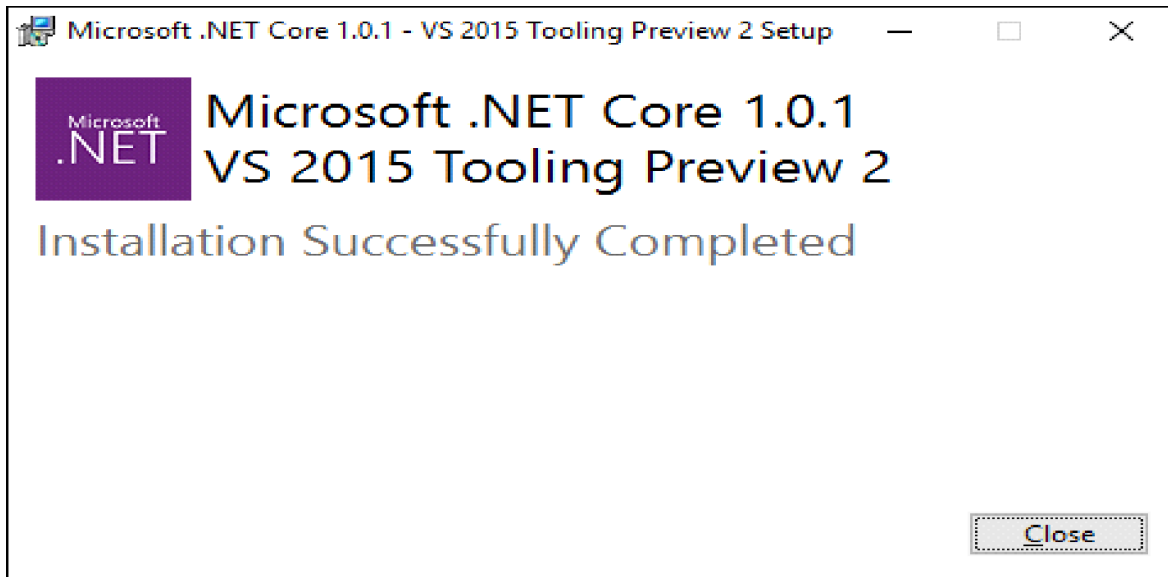 Microsoft .NET Core 1.0.1 - VS 2015 Tooling Preview 2 Setup
Microsoft
.NET
Microsoft .NET Core 1.0.1
VS 2015 Tooling Preview 2
Installation Successfully Completed
Close